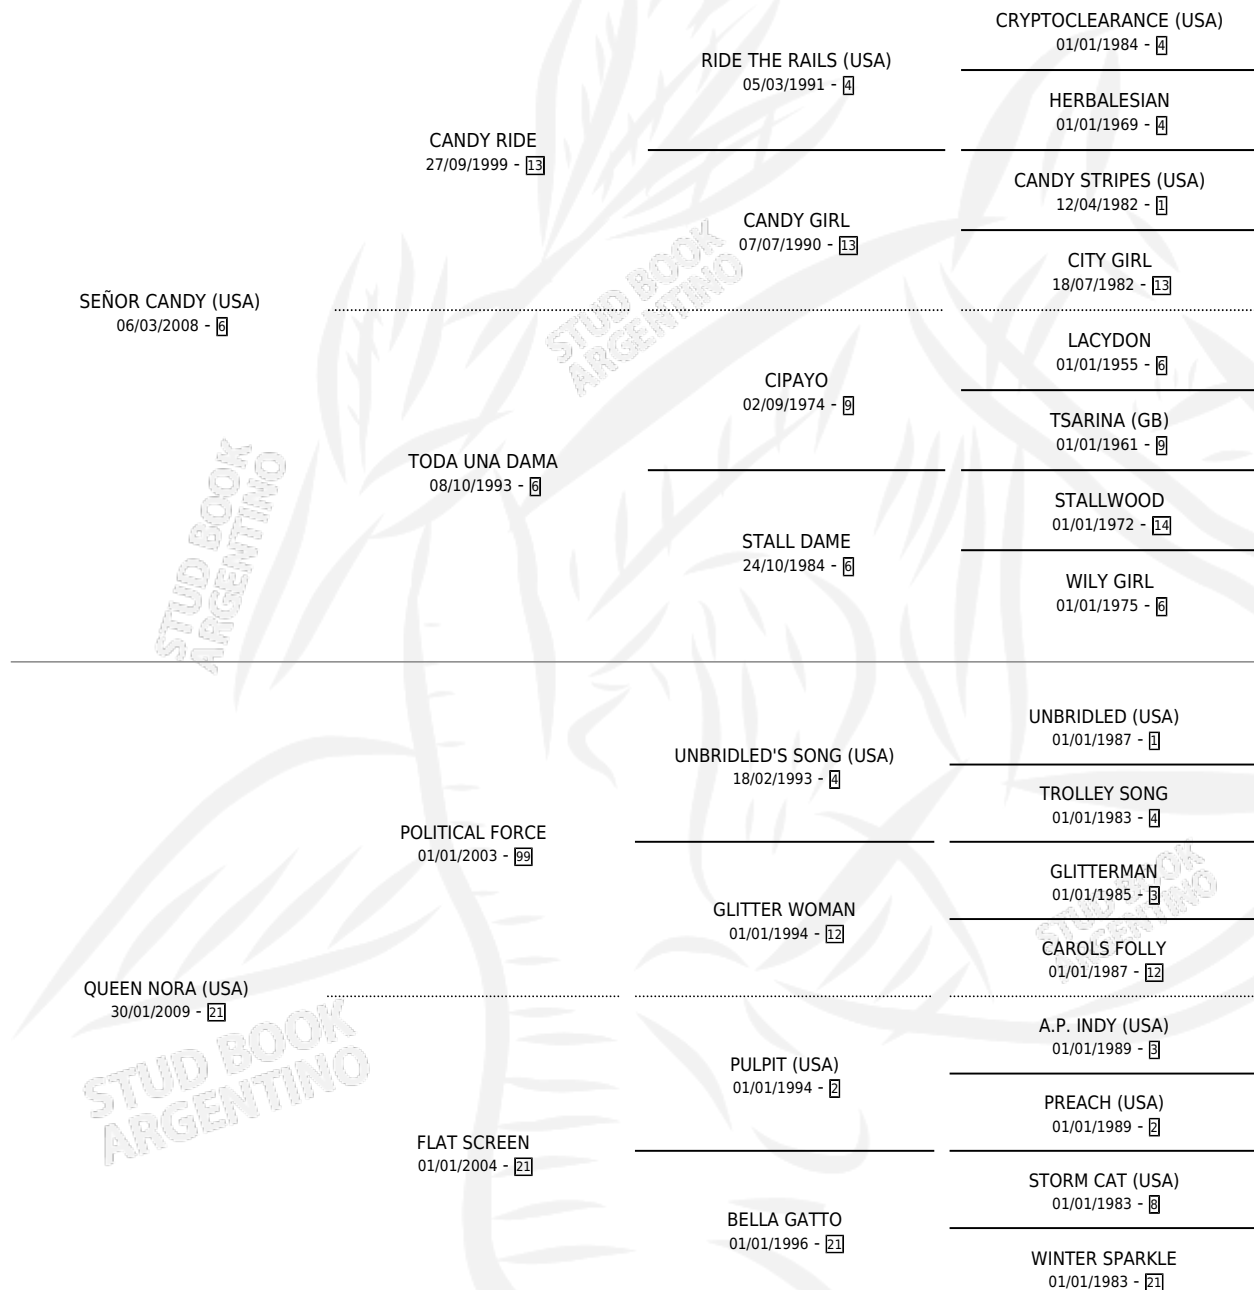 CRYPTOCLEARANCE (USA)
01/01/1984 - 4
RIDE THE RAILS (USA)
05/03/1991 - 4
HERBALESIAN
01/01/1969 - 4
CANDY RIDE
27/09/1999 - 13
CANDY STRIPES (USA)
12/04/1982 - 1
CANDY GIRL
07/07/1990 - 13
CITY GIRL
18/07/1982 - 13
SEÑOR CANDY (USA)
06/03/2008 - 6
LACYDON
01/01/1955 - 6
CIPAYO
02/09/1974 - 9
TSARINA (GB)
01/01/1961 - 9
TODA UNA DAMA
08/10/1993 - 6
STALLWOOD
01/01/1972 - 14
STALL DAME
24/10/1984 - 6
WILY GIRL
01/01/1975 - 6
STUD BOOK
ARGENTINO
STUD BOOK
ARGENTINO
UNBRIDLED (USA)
01/01/1987 - 1
UNBRIDLED'S SONG (USA)
18/02/1993 - 4
TROLLEY SONG
01/01/1983 - 4
POLITICAL FORCE
01/01/2003 - 99
GLITTERMAN
01/01/1985 - 3
GLITTER WOMAN
01/01/1994 - 12
CAROLS FOLLY
01/01/1987 - 12
QUEEN NORA (USA)
30/01/2009 - 21
A.P. INDY (USA)
01/01/1989 - 3
PULPIT (USA)
01/01/1994 - 2
PREACH (USA)
01/01/1989 - 2
FLAT SCREEN
01/01/2004 - 21
STORM CAT (USA)
01/01/1983 - 8
BELLA GATTO
01/01/1996 - 21
WINTER SPARKLE
01/01/1983 - 21
STUD BOOK
ARGENTINO
STUD BOOK
ARGENTINO